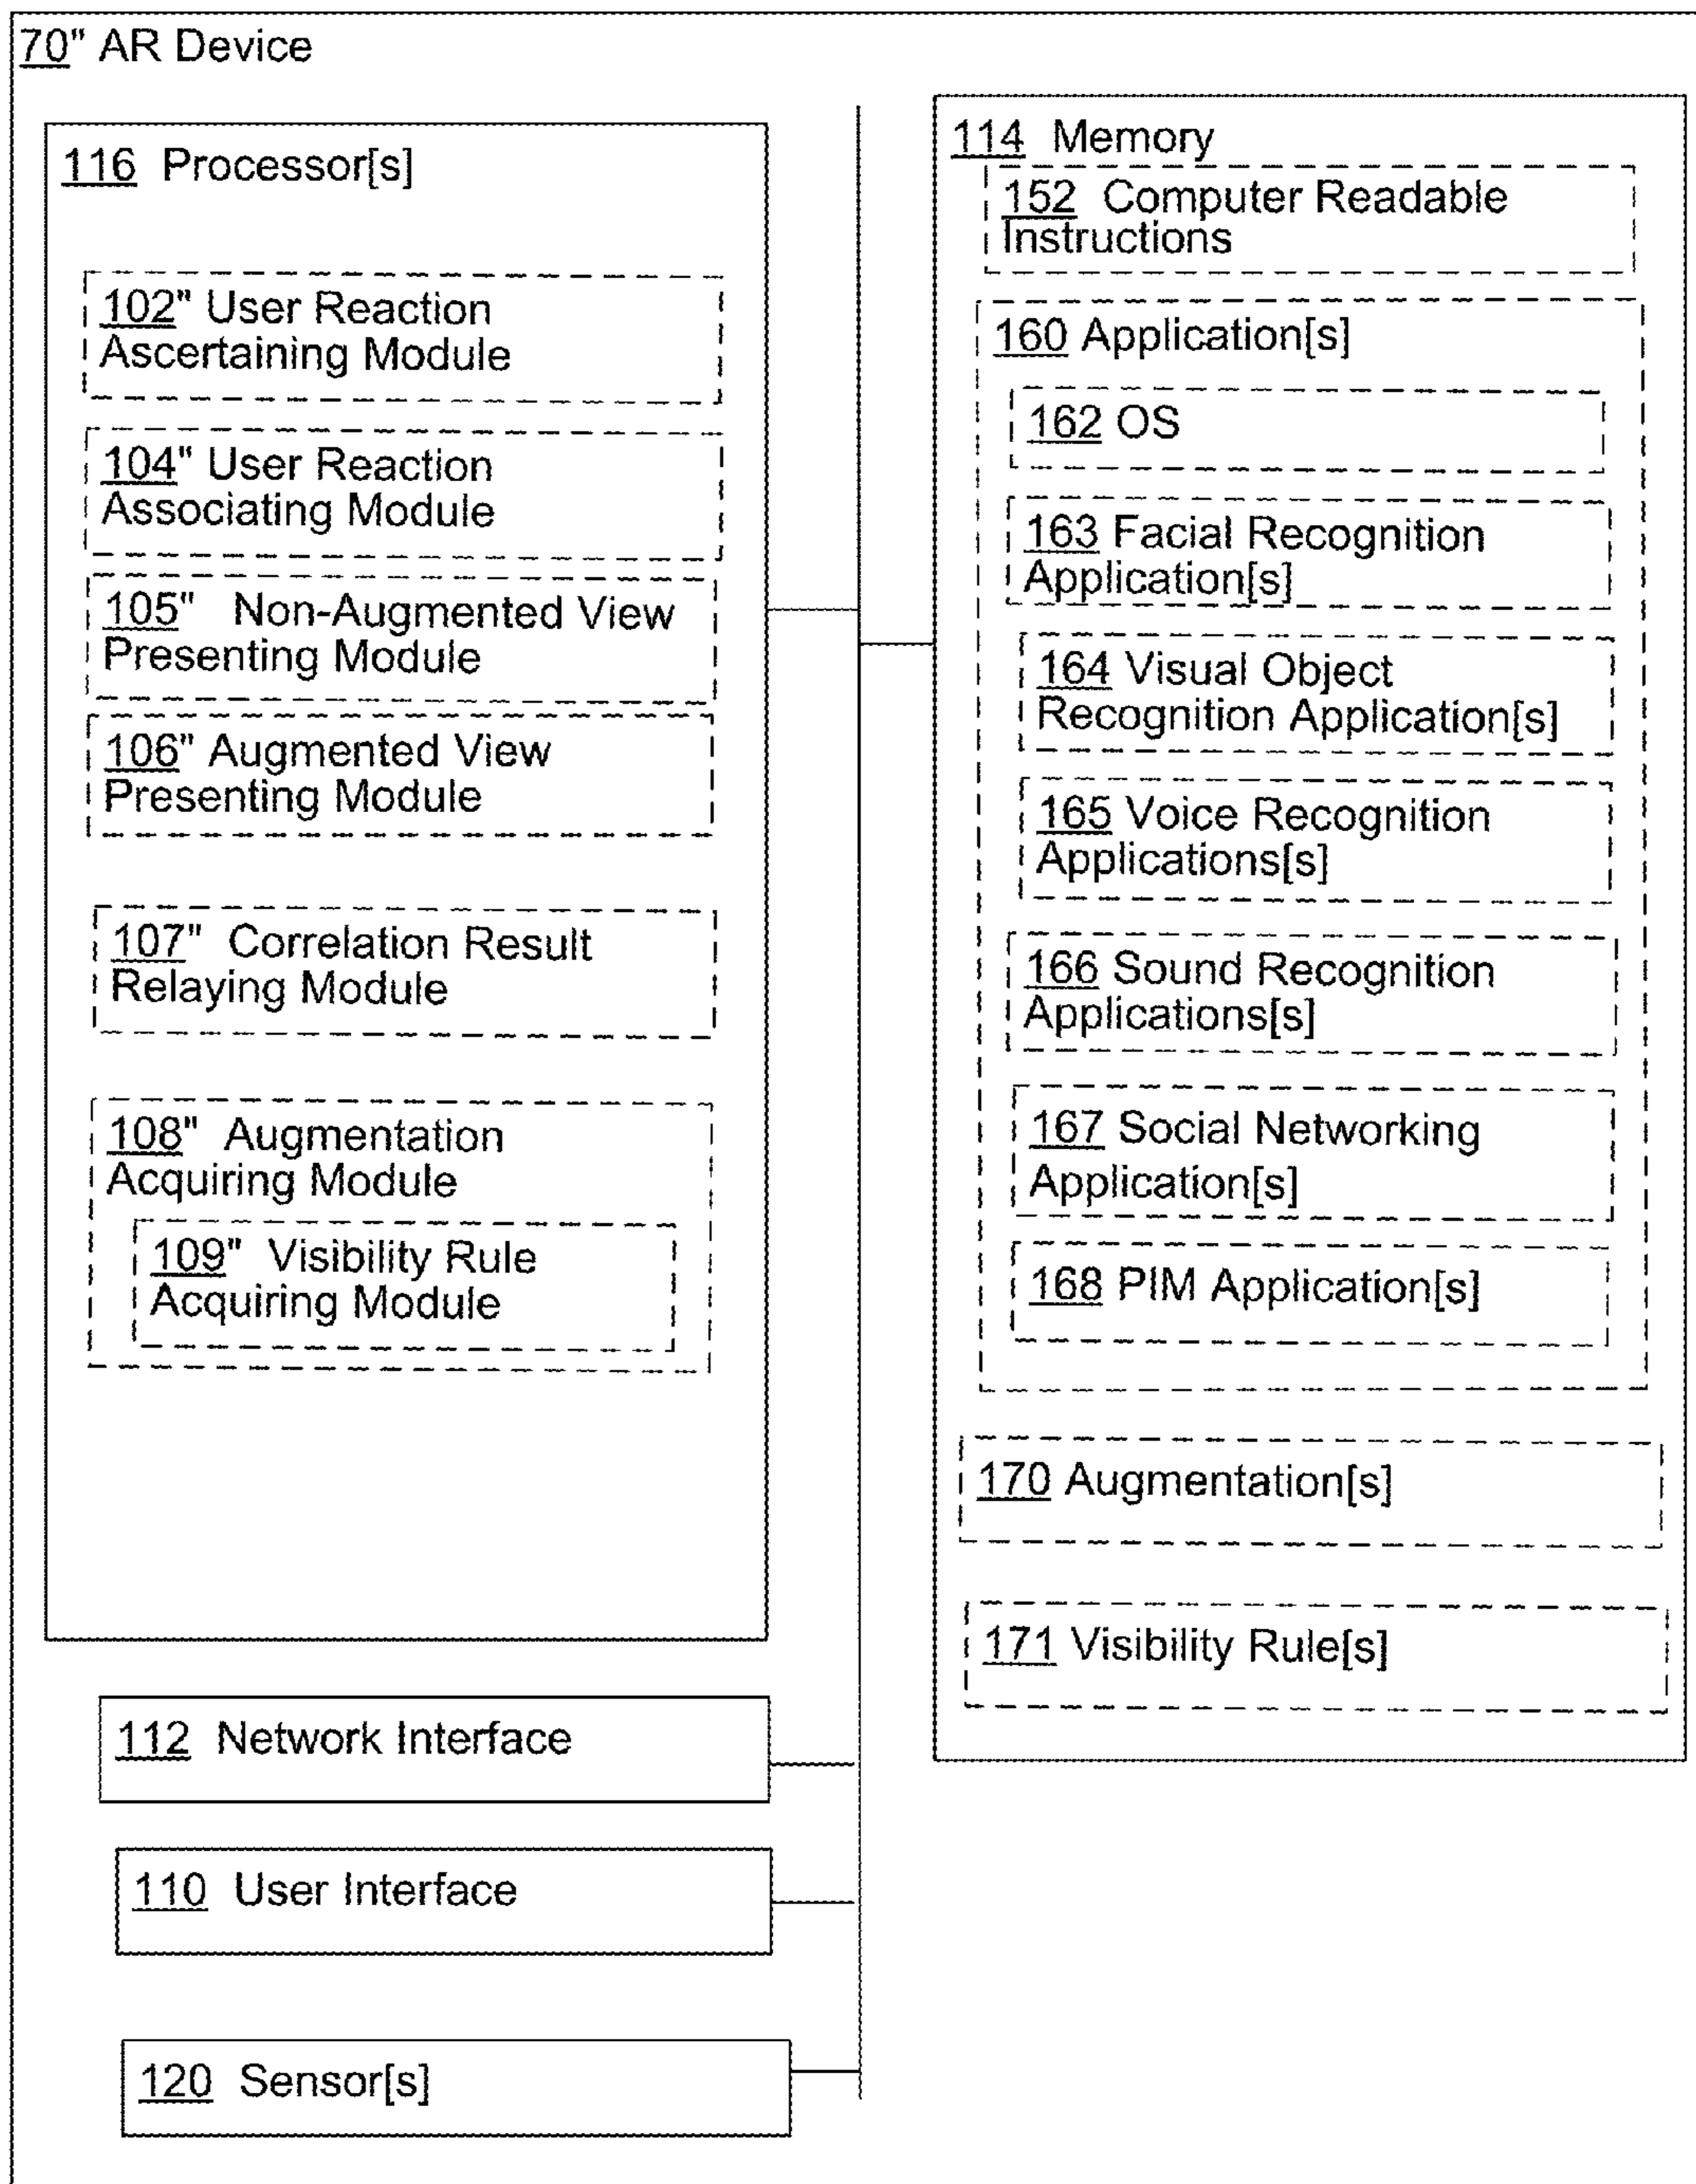 70" AR Device
116 Processor[s]
102" User Reaction
Ascertaining Module
104" User Reaction
Associating Module
105" Non-Augmented View
Presenting Module
106" Augmented View
Presenting Module
107" Correlation Result
Relaying Module
108" Augmentation
Acquiring Module
109" Visibility Rule
Acquiring Module
112 Network Interface
110 User Interface
120 Sensor[s]
114 Memory
152 Computer Readable
Instructions
160 Application[s]
162 OS
163 Facial Recognition
Application[s]
164 Visual Object
Recognition Application[s]
165 Voice Recognition
Applications[s]
166 Sound Recognition
Applications[s]
167 Social Networking
Application[s]
168 PIM Application[s]
170 Augmentation[s]
171 Visibility Rule[s]